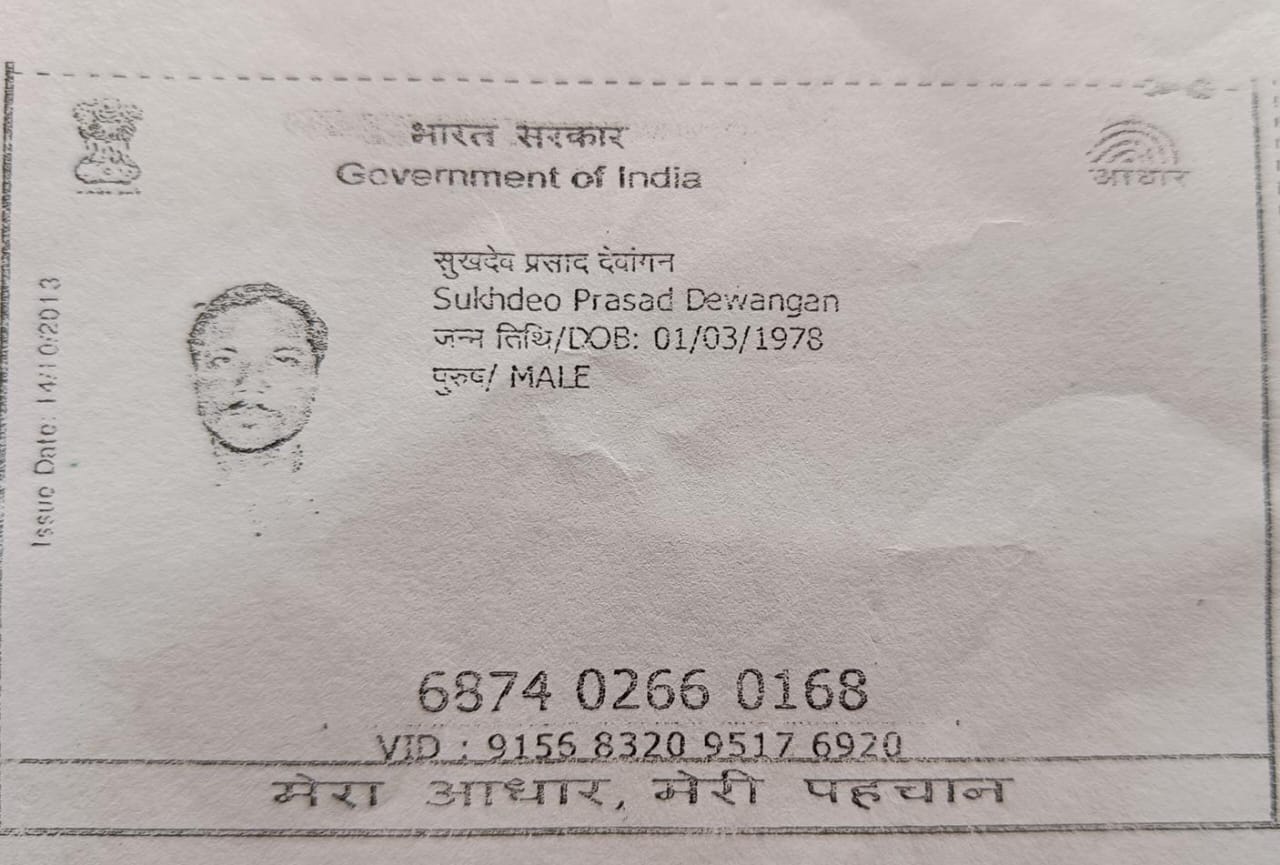 भारत सरकार
Government of India
आधार
Issue Date: 14/10/2013
सुखदेव प्रसाद देवांगन
Sukhdeo Prasad Dewangan
जन्म तिथि/DOB: 01/03/1978
पुरुष/ MALE
6874 0266 0168
VID : 9156 8320 9517 6920
मेरा आधार, मेरी पहचान